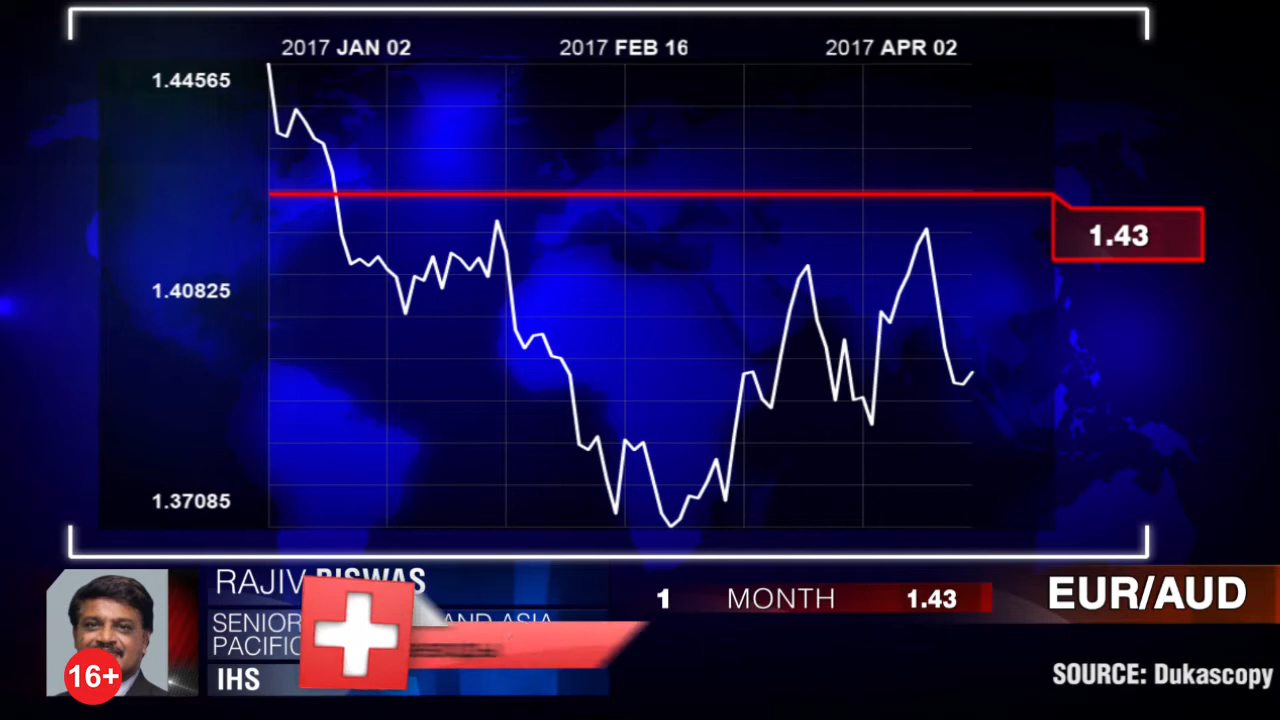 2017 JAN 02 2017 FEB 16 2017 APR 02
1.44565
1.43
1.40825
1.37085
RAJIV BISWAS
SENIOR AND ASIA
PACIFIC
IHS
16+
1 MONTH 1.43
EUR/AUD
SOURCE: Dukascopy